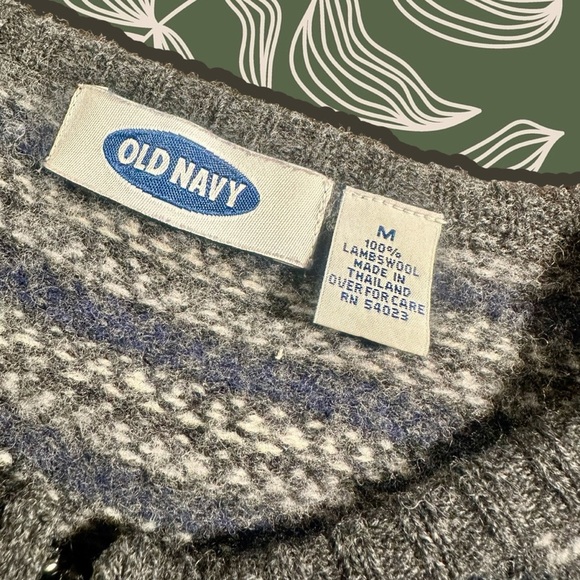 OLD NAVY
M
100%
LAMBSWOOL
MADE IN
THAILAND
OVER FOR CARE
RN 54023